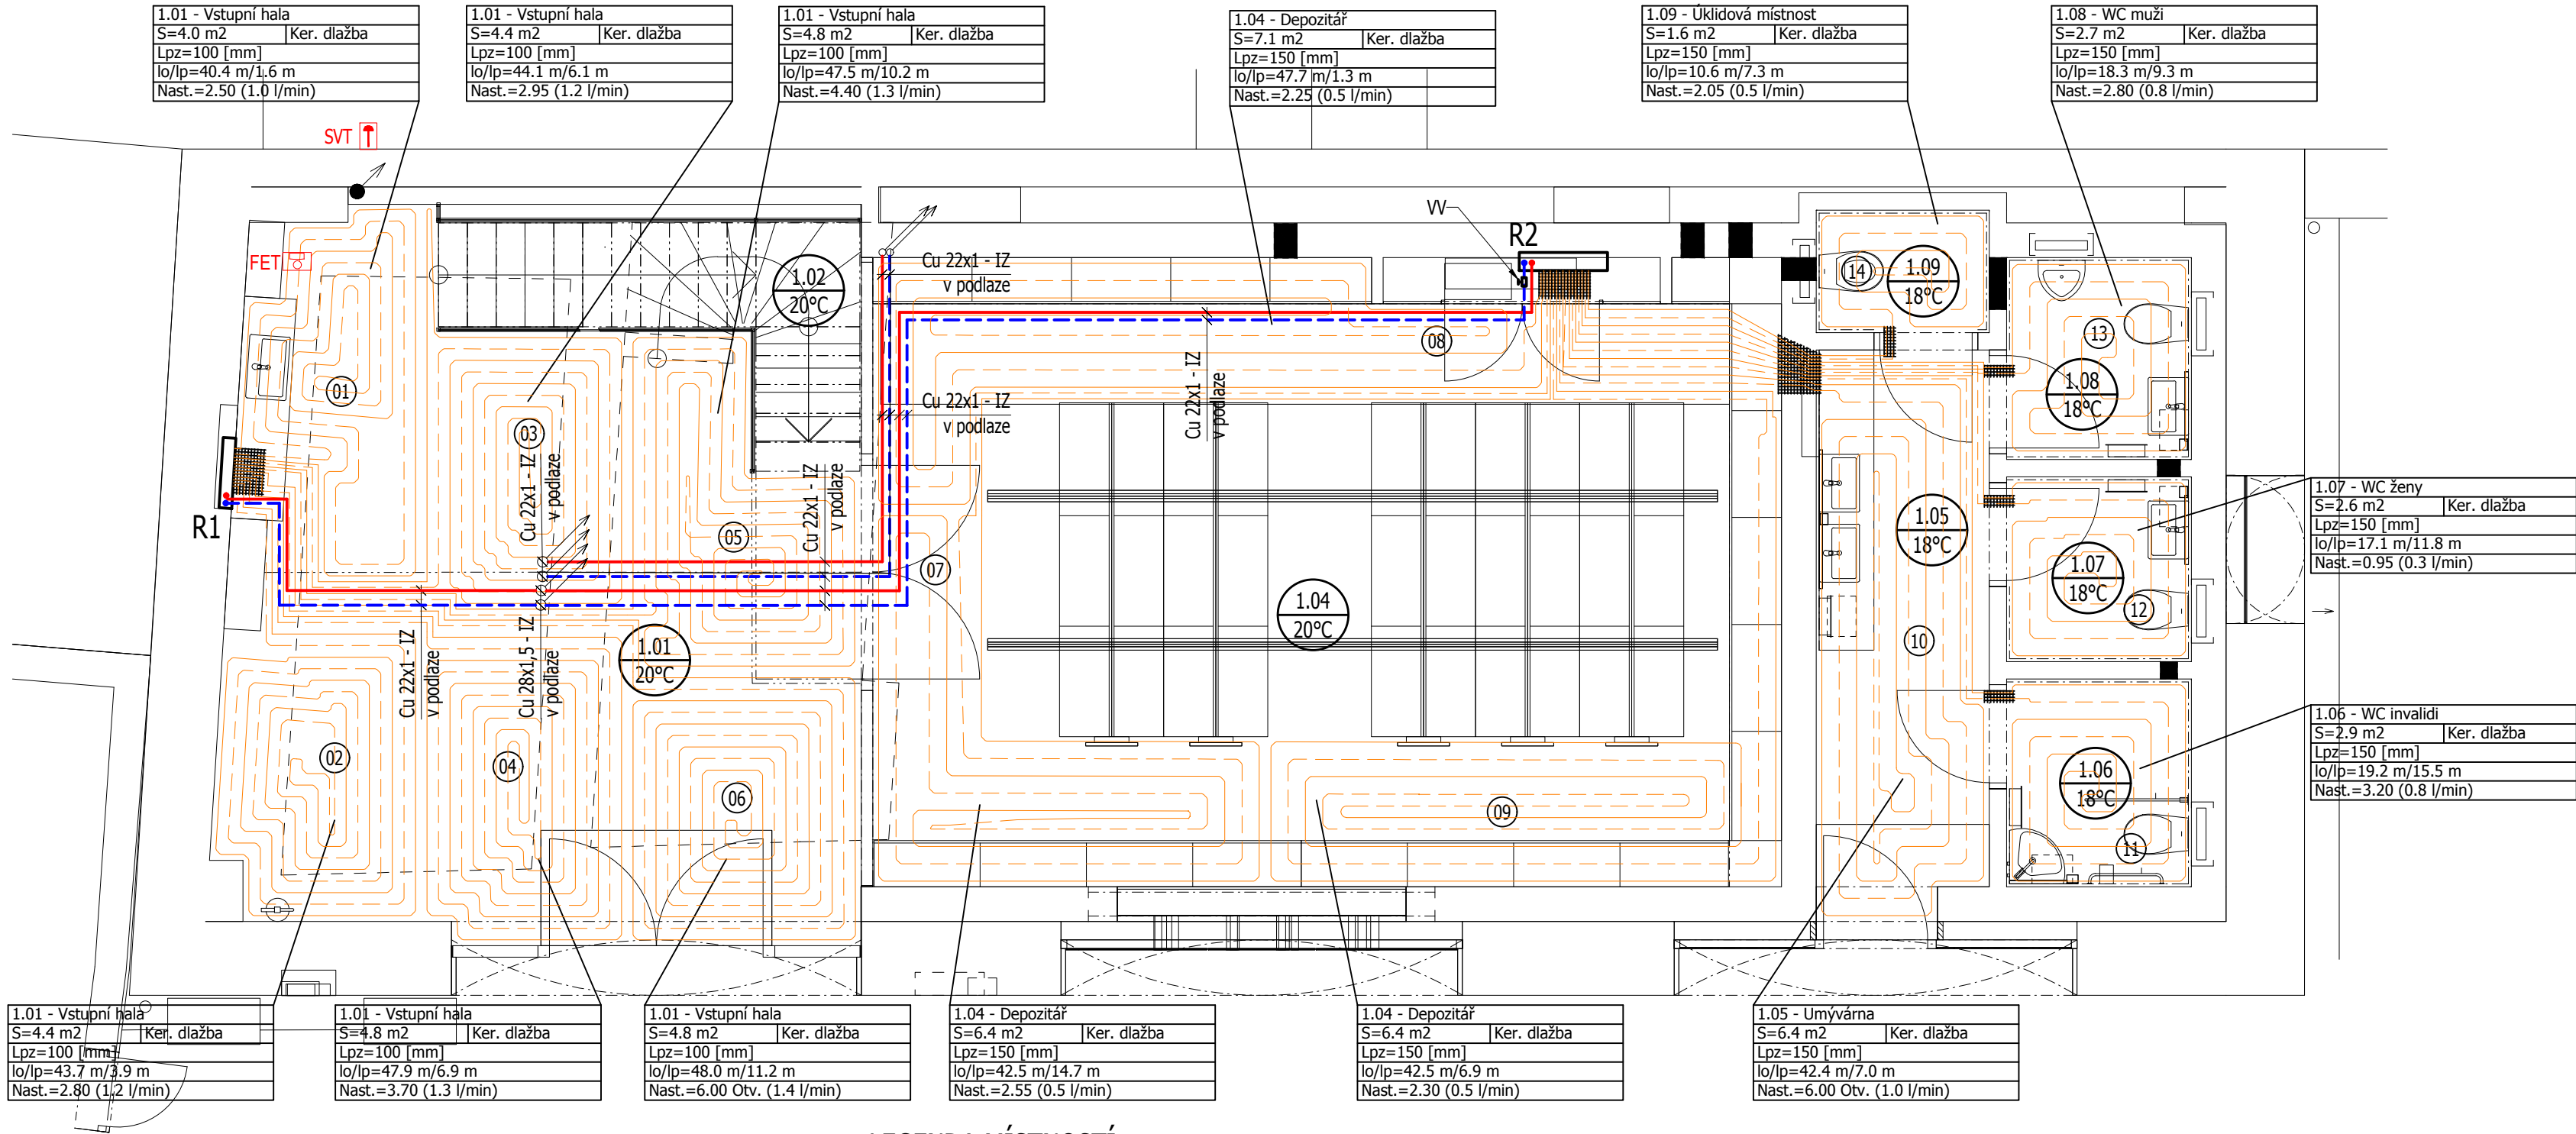 1.01 - Vstupní hala
S=4.0 m2 Ker. dlažba
Lpz=100 [mm]
lo/lp=40.4 m/1.6 m
Nast.=2.50 (1.0 l/min)
1.01 - Vstupní hala
S=4.4 m2 Ker. dlažba
Lpz=100 [mm]
lo/lp=44.1 m/6.1 m
Nast.=2.95 (1.2 l/min)
1.01 - Vstupní hala
S=4.8 m2 Ker. dlažba
Lpz=100 [mm]
lo/lp=47.5 m/10.2 m
Nast.=4.40 (1.3 l/min)
1.04 - Depozitář
S=7.1 m2 Ker. dlažba
Lpz=150 [mm]
lo/lp=47.7 m/1.3 m
Nast.=2.25 (0.5 l/min)
1.09 - Úklidová místnost
S=1.6 m2 Ker. dlažba
Lpz=150 [mm]
lo/lp=10.6 m/7.3 m
Nast.=2.05 (0.5 l/min)
1.08 - WC muži
S=2.7 m2 Ker. dlažba
Lpz=150 [mm]
lo/lp=18.3 m/9.3 m
Nast.=2.80 (0.8 l/min)
SVT
FET
VV
R2
1.02
20°C
Cu 22x1 - IZ
v podlaze
14
1.09
18°C
01
08
13
1.08
18°C
Cu 22x1 - IZ
v podlaze
Cu 22x1 - IZ
v podlaze
03
Cu 22x1 - IZ
v podlaze
Cu 22x1 - IZ
v podlaze
R1
05
07
1.05
18°C
1.07
18°C
12
1.07 - WC ženy
S=2.6 m2 Ker. dlažba
Lpz=150 [mm]
lo/lp=17.1 m/11.8 m
Nast.=0.95 (0.3 l/min)
1.04
20°C
10
1.01
20°C
Cu 22x1 - IZ
v podlaze
Cu 28x1,5 - IZ
v podlaze
02
04
06
09
1.06
18°C
11
1.06 - WC invalidi
S=2.9 m2 Ker. dlažba
Lpz=150 [mm]
lo/lp=19.2 m/15.5 m
Nast.=3.20 (0.8 l/min)
1.01 - Vstupní hala
S=4.4 m2 Ker. dlažba
Lpz=100 [mm]
lo/lp=43.7 m/3.9 m
Nast.=2.80 (1.2 l/min)
1.01 - Vstupní hala
S=4.8 m2 Ker. dlažba
Lpz=100 [mm]
lo/lp=47.9 m/6.9 m
Nast.=3.70 (1.3 l/min)
1.01 - Vstupní hala
S=4.8 m2 Ker. dlažba
Lpz=100 [mm]
lo/lp=48.0 m/11.2 m
Nast.=6.00 Otv. (1.4 l/min)
1.04 - Depozitář
S=6.4 m2 Ker. dlažba
Lpz=150 [mm]
lo/lp=42.5 m/14.7 m
Nast.=2.55 (0.5 l/min)
1.04 - Depozitář
S=6.4 m2 Ker. dlažba
Lpz=150 [mm]
lo/lp=42.5 m/6.9 m
Nast.=2.30 (0.5 l/min)
1.05 - Umývárna
S=6.4 m2 Ker. dlažba
Lpz=150 [mm]
lo/lp=42.4 m/7.0 m
Nast.=6.00 Otv. (1.0 l/min)